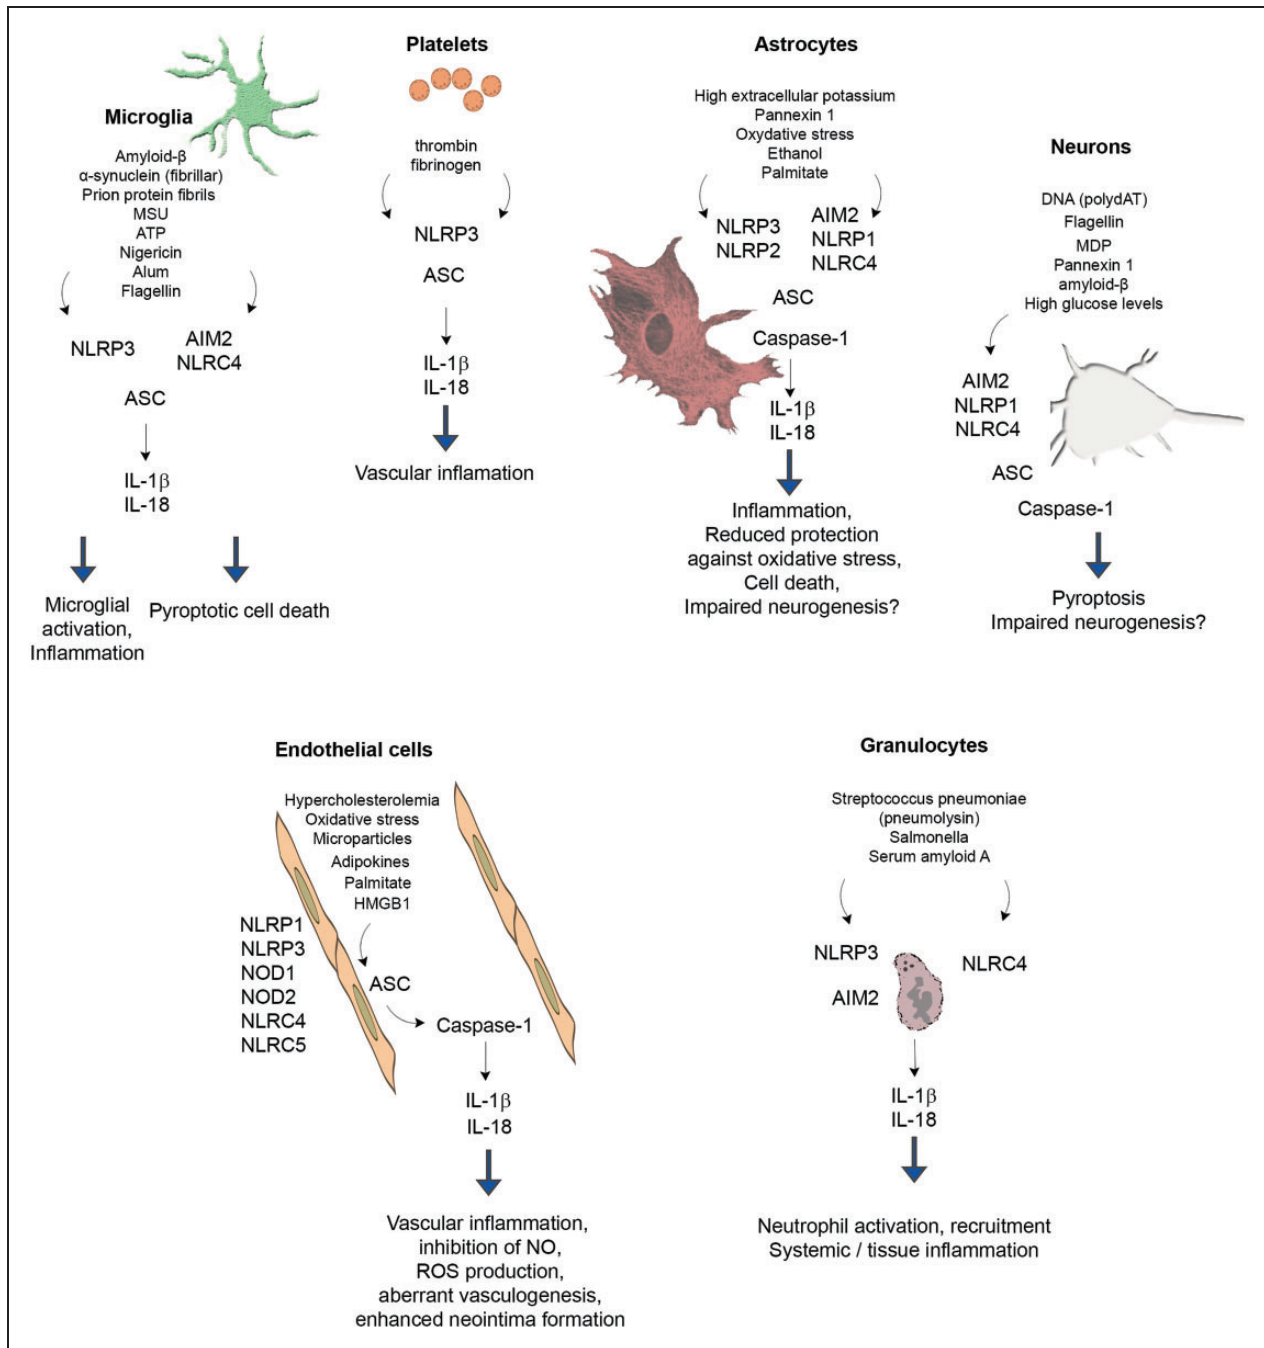 Microglia
Amyloid-β
α-synuclein (fibrillar)
Prion protein fibrils
MSU
ATP
Nigericin
Alum
Flagellin
NLRP3
AIM2
NLRC4
ASC
IL-1β
IL-18
Microglial
activation,
Inflammation
Pyroptotic cell death
Platelets
thrombin
fibrinogen
NLRP3
ASC
IL-1β
IL-18
Vascular inflamation
Astrocytes
High extracellular potassium
Pannexin 1
Oxydative stress
Ethanol
Palmitate
NLRP3
NLRP2
AIM2
NLRP1
NLRC4
ASC
Caspase-1
IL-1β
IL-18
Inflammation,
Reduced protection
against oxidative stress,
Cell death,
Impaired neurogenesis?
Neurons
DNA (polydAT)
Flagellin
MDP
Pannexin 1
amyloid-β
High glucose levels
AIM2
NLRP1
NLRC4
ASC
Caspase-1
Pyroptosis
Impaired neurogenesis?
Endothelial cells
Hypercholesterolemia
Oxidative stress
Microparticles
Adipokines
Palmitate
HMGB1
NLRP1
NLRP3
NOD1
NOD2
NLRC4
NLRC5
ASC
Caspase-1
IL-1β
IL-18
Vascular inflammation,
inhibition of NO,
ROS production,
aberrant vasculogenesis,
enhanced neointima formation
Granulocytes
Streptococcus pneumoniae
(pneumolysin)
Salmonella
Serum amyloid A
NLRP3
AIM2
NLRC4
IL-1β
IL-18
Neutrophil activation, recruitment
Systemic / tissue inflammation